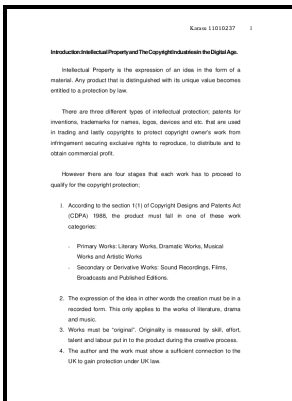 Karasu 11010237 1
Introduction:Intellectual Property and The Copyright Industries in the Digital Age.
Intellectual Property is the expression of an idea in the form of a
material. Any product that is distinguished with its unique value becomes
entitled to a protection by law.
There are three different types of intellectual protection; patents for
inventions, trademarks for names, logos, devices and etc. that are used
in trading and lastly copyrights to protect copyright owner's work from
infringement securing exclusive rights to reproduce, to distribute and to
obtain commercial profit.
However there are four stages that each work has to proceed to
qualify for the copyright protection;
1. According to the section 1(1) of Copyright Designs and Patents Act
(CDPA) 1988, the product must fall in one of these work
categories:
- Primary Works: Literary Works, Dramatic Works, Musical
Works and Artistic Works
- Secondary or Derivative Works: Sound Recordings, Films,
Broadcasts and Published Editions.
2. The expression of the idea in other words the creation must be in a
recorded form. This only applies to the works of literature, drama
and music.
3. Works must be "original". Originality is measured by skill, effort,
talent and labour put in to the product during the creative process.
4. The author and the work must show a sufficient connection to the
UK to gain protection under UK law.